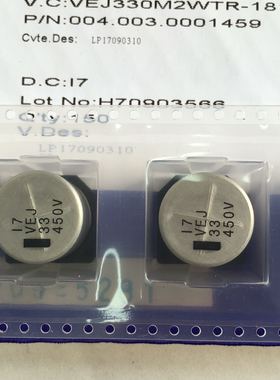 V.C:VEJ330M2WTR-18
P/N:004.003.0001459
Cvte.Des: LP17090310
D.C:I7
Lot No:H70903566
Q'ty:150
V.Des:
LP17090310
I7
VEJ
33
450V
I7
VEJ
33
450V